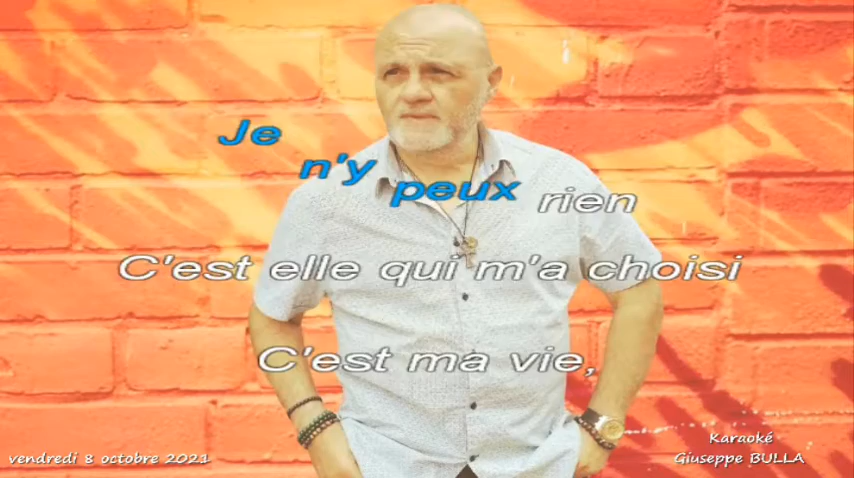 Je n'y peux rien
C'est elle qui m'a choisi
C'est ma vie,
Karaoké
vendredi 8 octobre 2021
Giuseppe BULLA